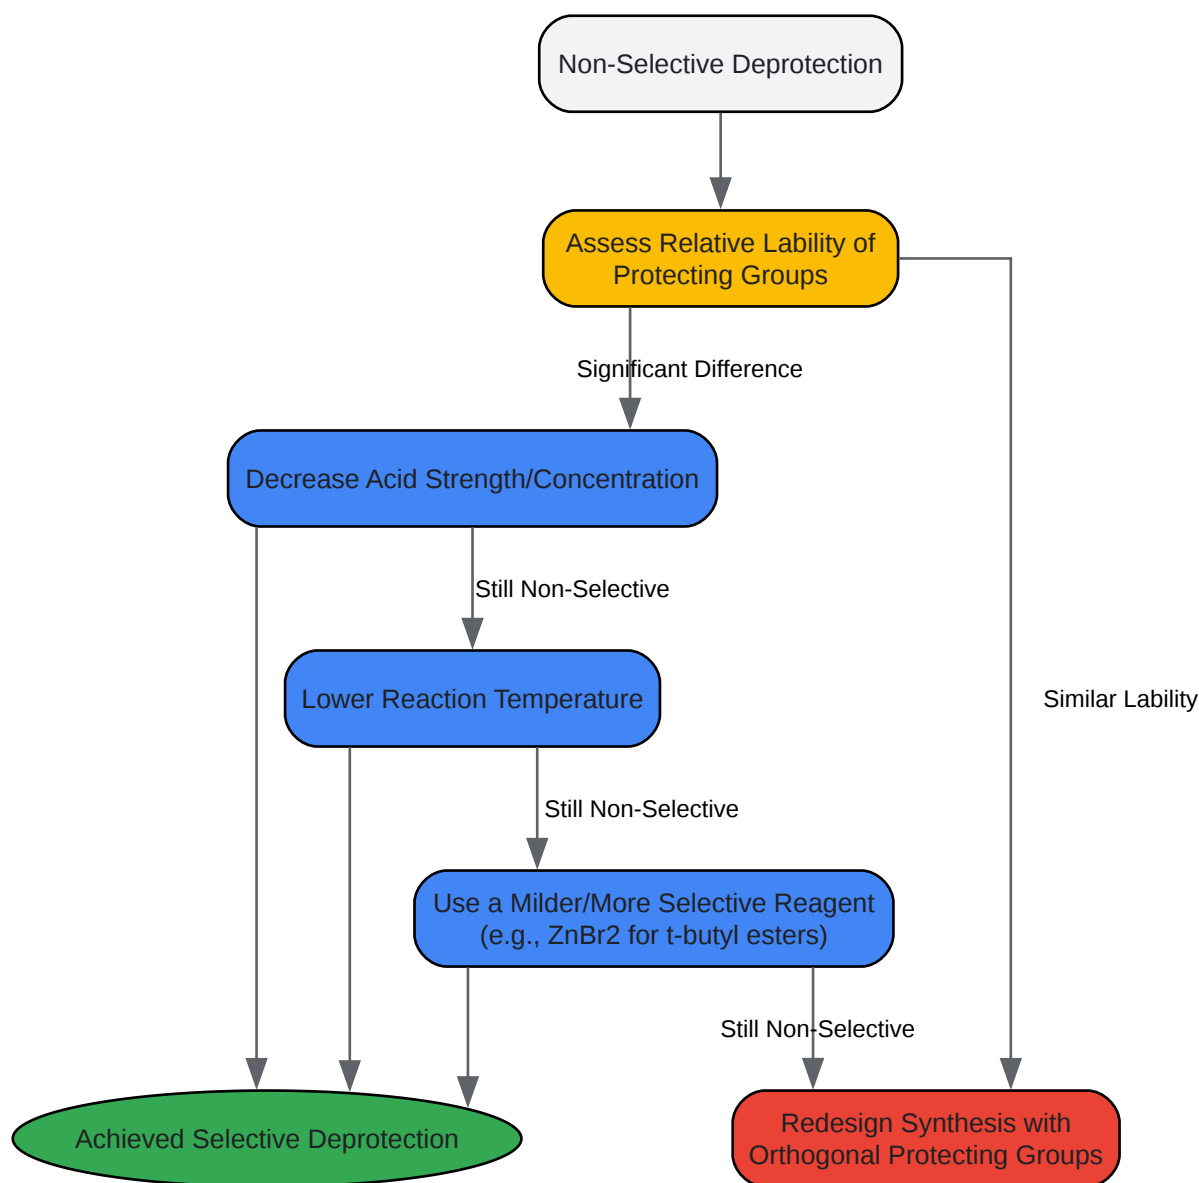 Non-Selective Deprotection
Assess Relative Lability of
Protecting Groups
Significant Difference
Decrease Acid Strength/Concentration
Still Non-Selective
Lower Reaction Temperature
Similar Lability
Still Non-Selective
Use a Milder/More Selective Reagent
(e.g., ZnBr2 for t-butyl esters)
Still Non-Selective
Achieved Selective Deprotection
Redesign Synthesis with
Orthogonal Protecting Groups